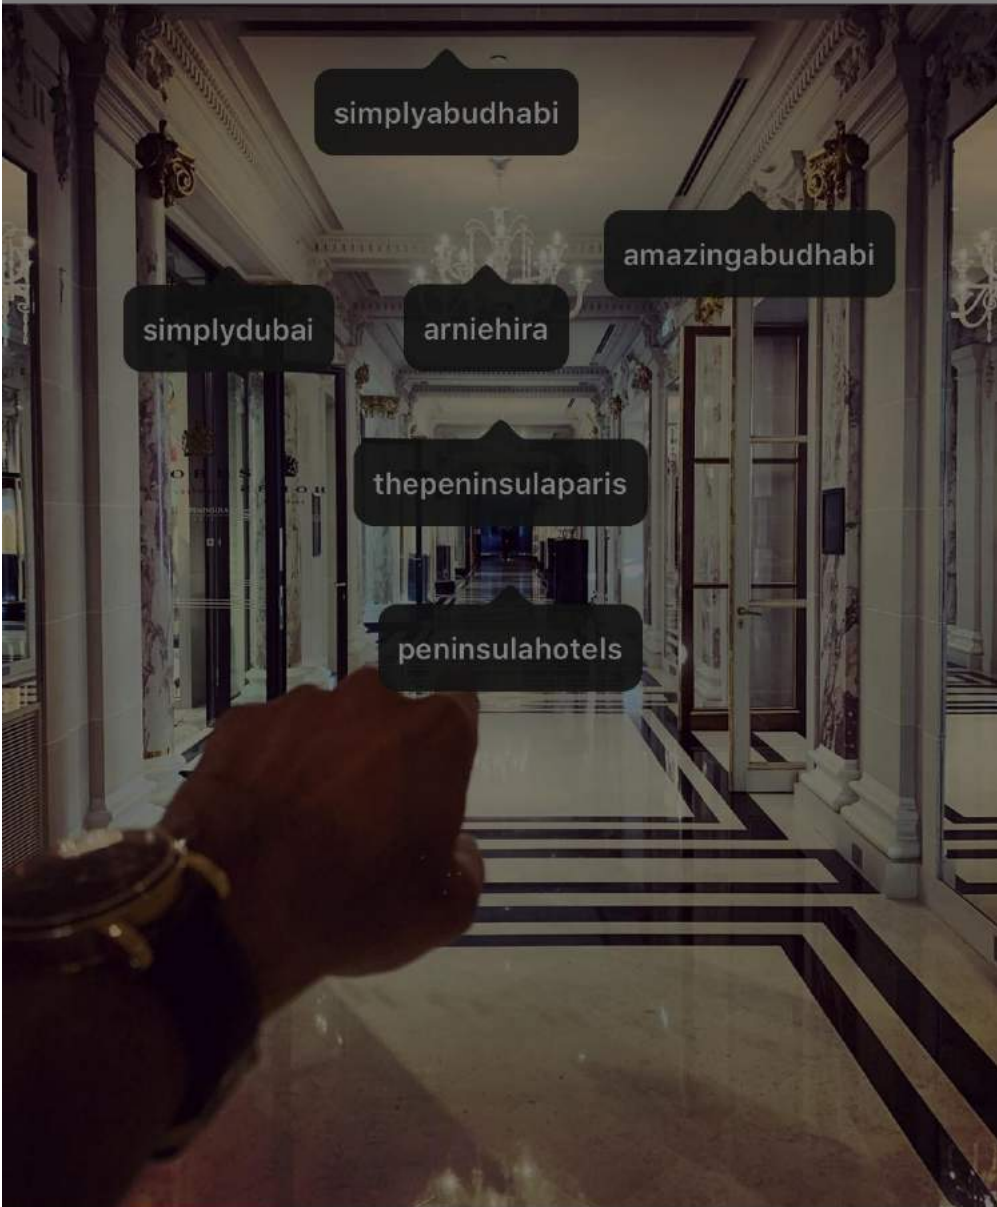 simplyabudhabi
amazingabudhabi
simplydubai
arniehira
thepeninsulaparis
peninsulahotels